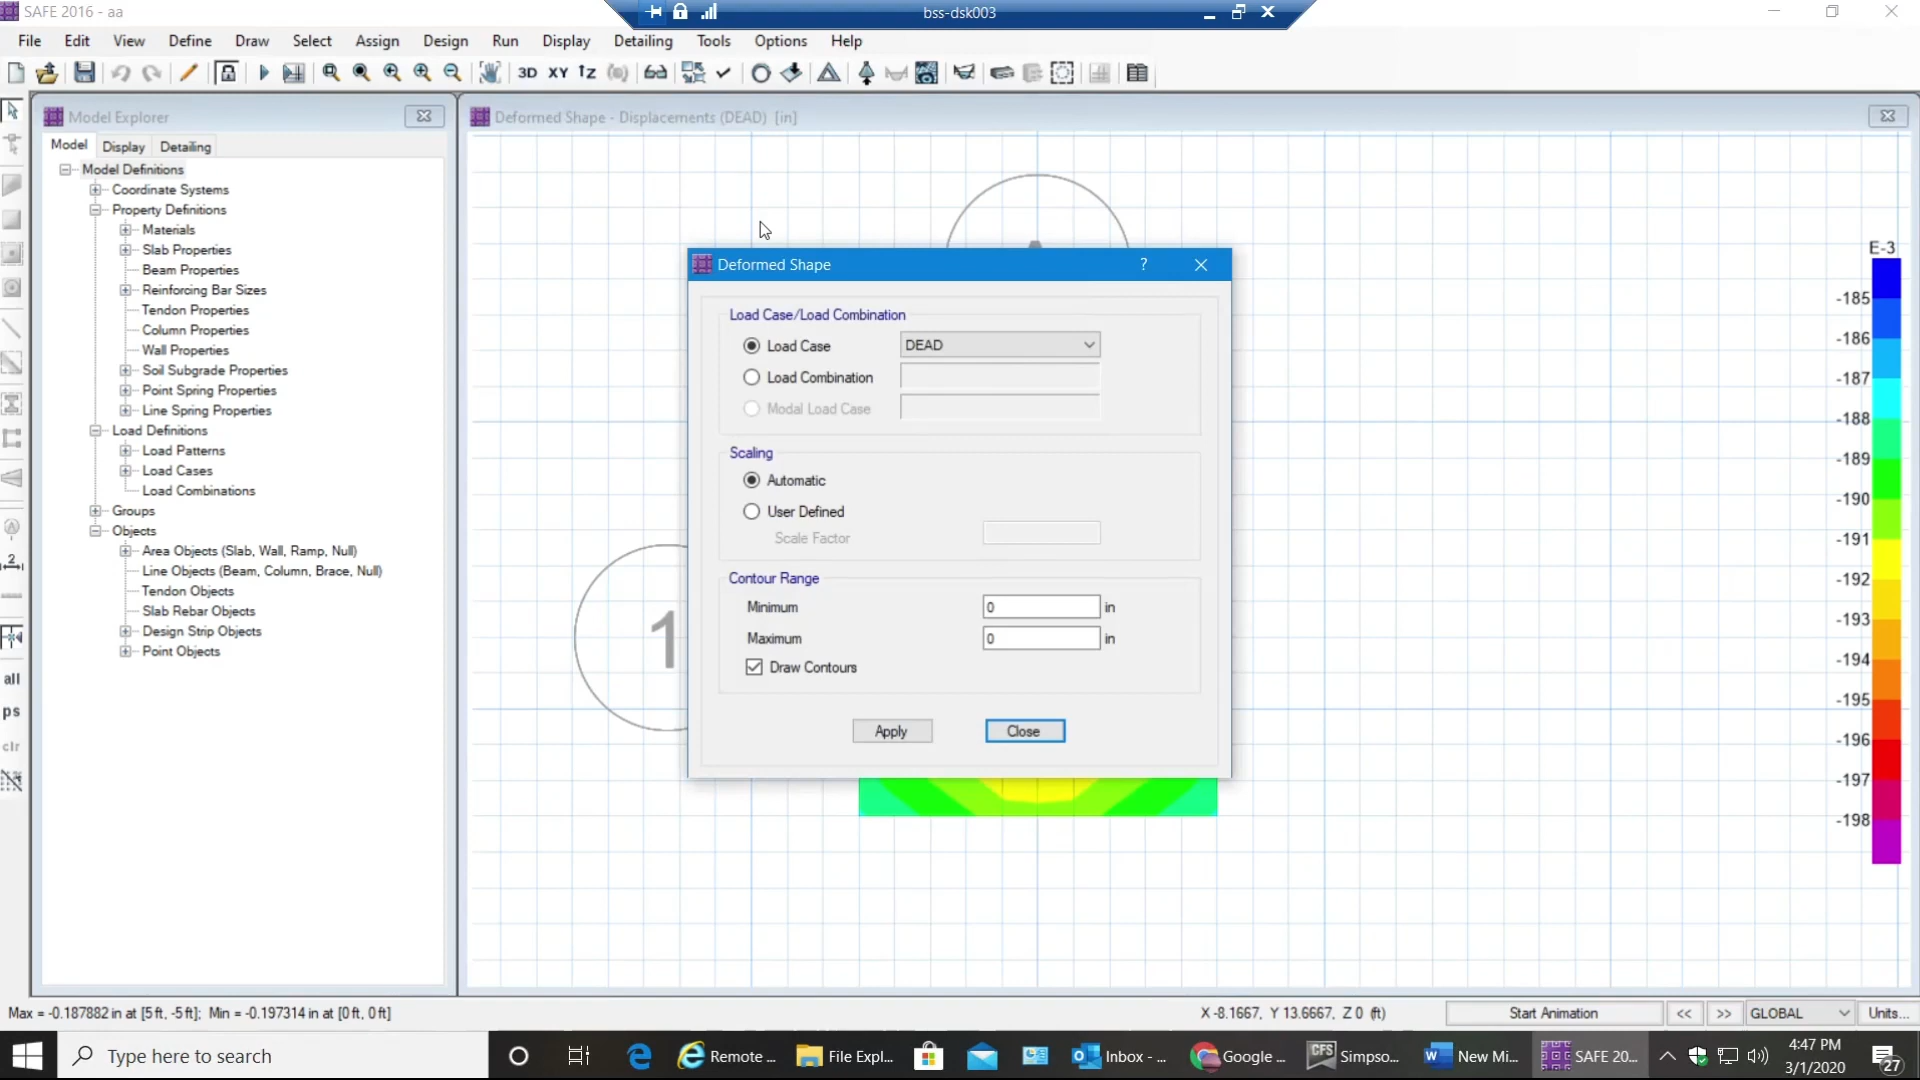 SAFE 2016 - aa
bss-dsk003
File Edit View Define Draw Select Assign Design Run Display Detailing Tools Options Help
3D XY
Model Explorer
Model Display Detailing
Model Definitions
Coordinate Systems
Property Definitions
Materials
Slab Properties
Beam Properties
Reinforcing Bar Sizes
Tendon Properties
Column Properties
Wall Properties
Soil Subgrade Properties
Point Spring Properties
Line Spring Properties
Load Definitions
Load Patterns
Load Cases
Load Combinations
Groups
Objects
Area Objects (Slab, Wall, Ramp, Null)
Line Objects (Beam, Column, Brace, Null)
Tendon Objects
Slab Rebar Objects
Design Strip Objects
Point Objects
all
ps
clr
Deformed Shape - Displacements (DEAD) [in]
1
Deformed Shape
?
Load Case/Load Combination
Load Case DEAD
Load Combination
Modal Load Case
Scaling
Automatic
User Defined
Scale Factor
Contour Range
Minimum 0 in
Maximum 0 in
Draw Contours
Apply Close
E-3
-185
-186
-187
-188
-189
-190
-191
-192
-193
-194
-195
-196
-197
-198
Max = -0.187882 in at [5 ft, -5 ft]; Min = -0.197314 in at [0 ft, 0 ft]
X -8.1667, Y 13.6667, Z 0 (ft)
Start Animation << >> GLOBAL Units...
Type here to search
Remote ...
File Expl...
Inbox - ...
Google ...
CFS
Simpso...
New Mi...
SAFE 20...
4:47 PM
3/1/2020
27